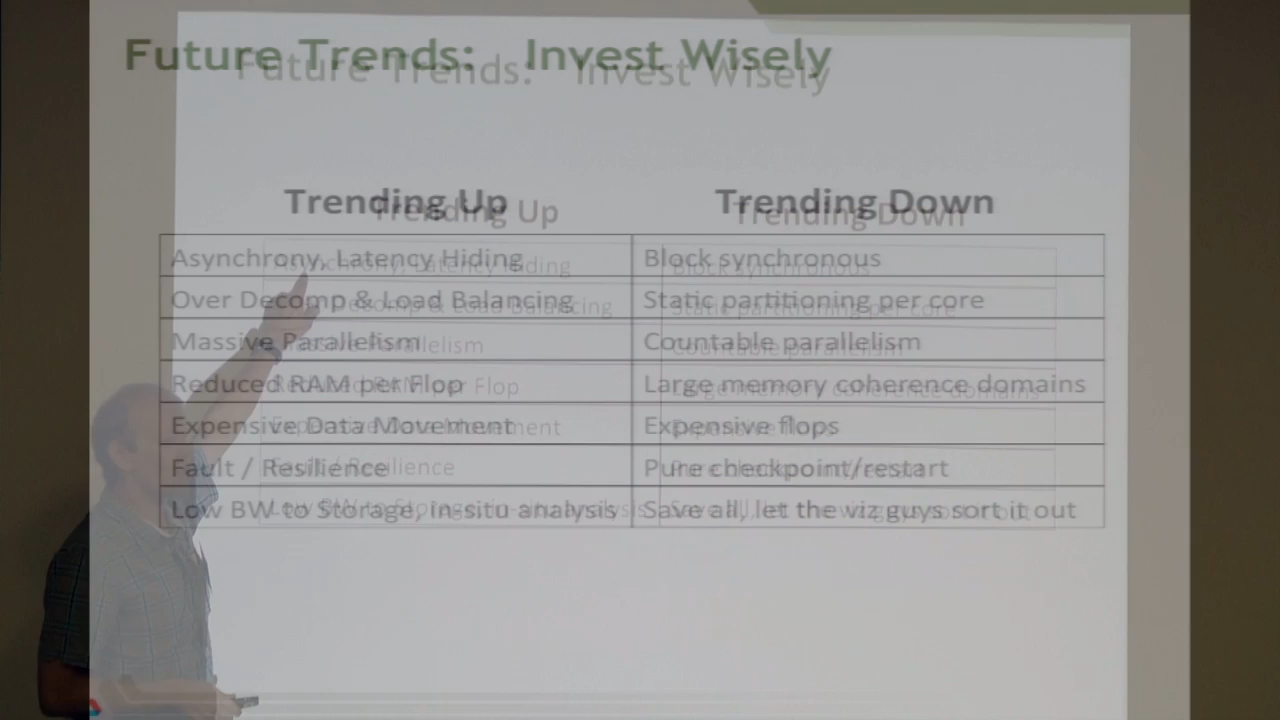 Future Trends: Invest Wisely
Trending Up Trending Down
Asynchrony, Latency Hiding Block synchronous
Over Decomp & Load Balancing Static partitioning per core
Massive Parallelism Countable parallelism
Reduced RAM per Flop Large memory coherence domains
Expensive Data Movement Expensive flops
Fault / Resilience Pure checkpoint/restart
Low BW to Storage, in-situ analysis Save all, let the viz guys sort it out